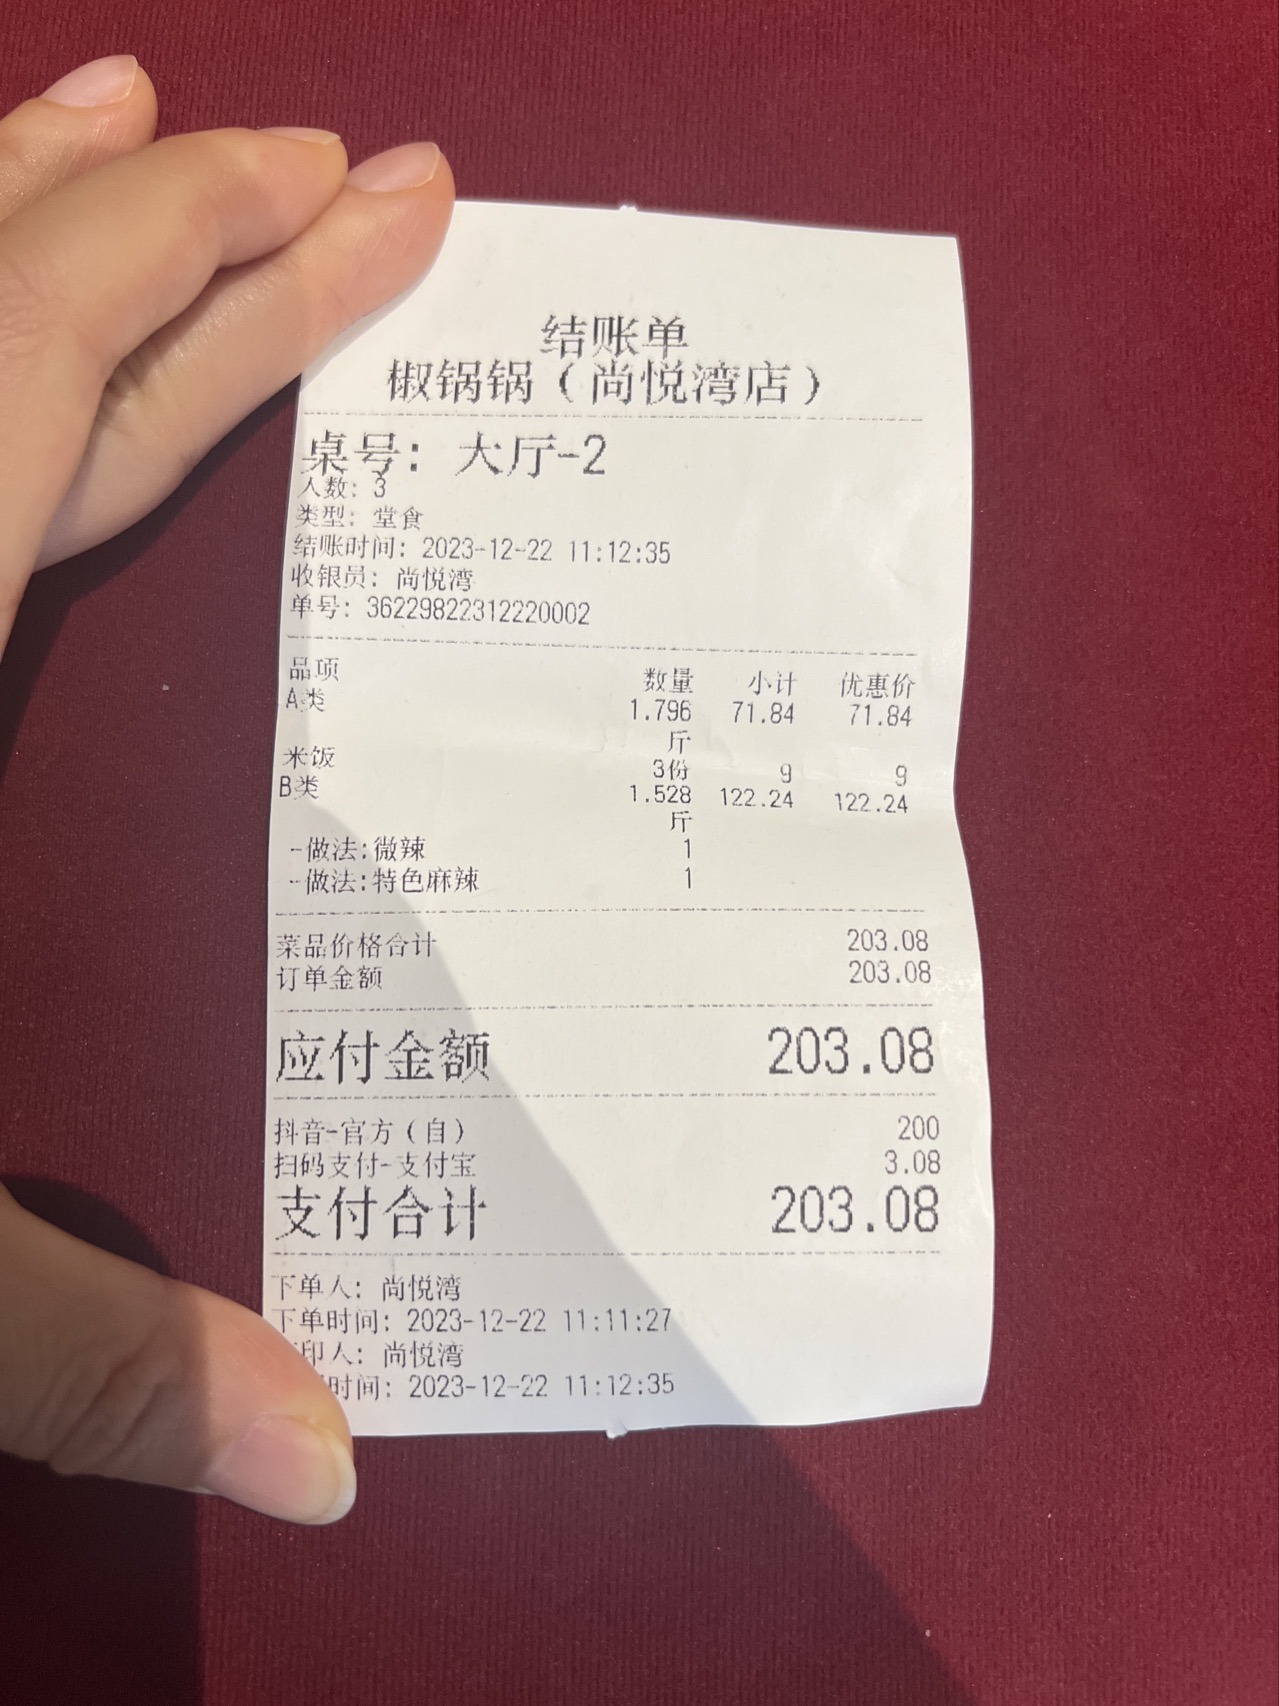 结账单
椒锅锅（尚悦湾店）
桌号: 大厅-2
人数: 3
类型: 堂食
结账时间: 2023-12-22 11:12:35
收银员: 尚悦湾
单号: 36229822312220002
品项 数量 小计 优惠价
A类 1.796 71.84 71.84
斤
米饭 3份 9 9
B类 1.528 122.24 122.24
斤
-做法:微辣 1
-做法:特色麻辣 1
菜品价格合计 203.08
订单金额 203.08
应付金额 203.08
抖音-官方（自） 200
扫码支付-支付宝 3.08
支付合计 203.08
下单人: 尚悦湾
下单时间: 2023-12-22 11:11:27
印人: 尚悦湾
时间: 2023-12-22 11:12:35